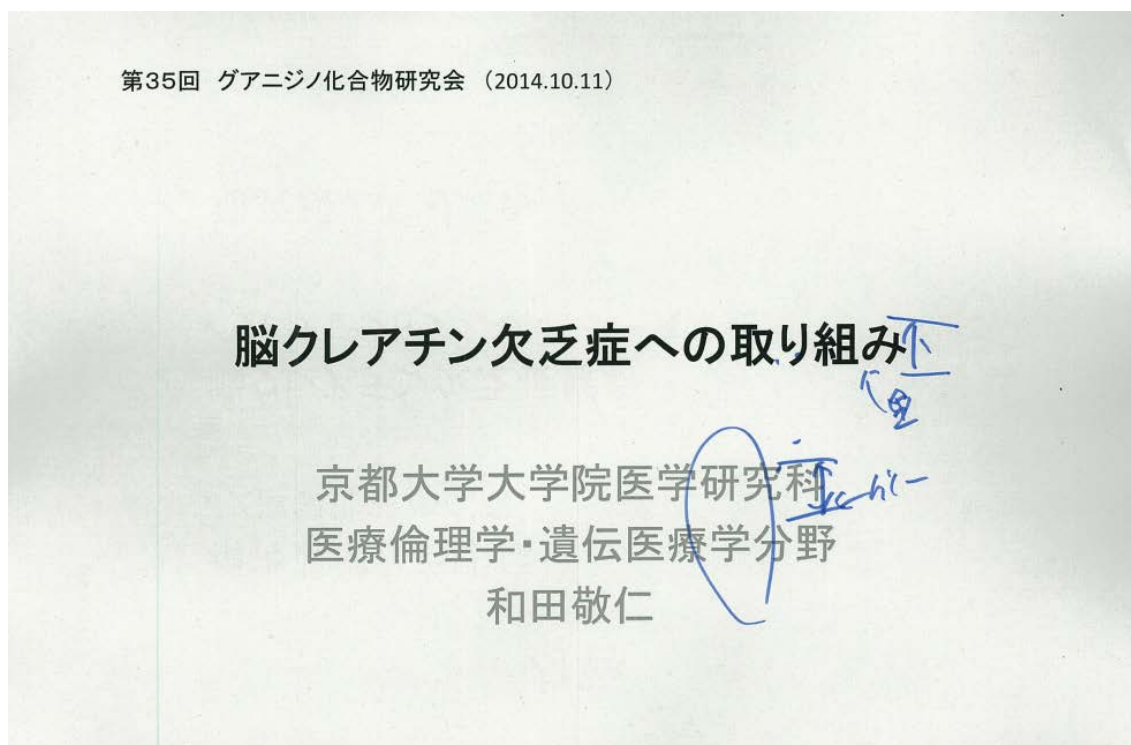 第35回 グアニジノ化合物研究会 （2014.10.11）
脳クレアチン欠乏症への取り組み
京都大学大学院医学研究科
医療倫理学・遺伝医療学分野
和田敬仁